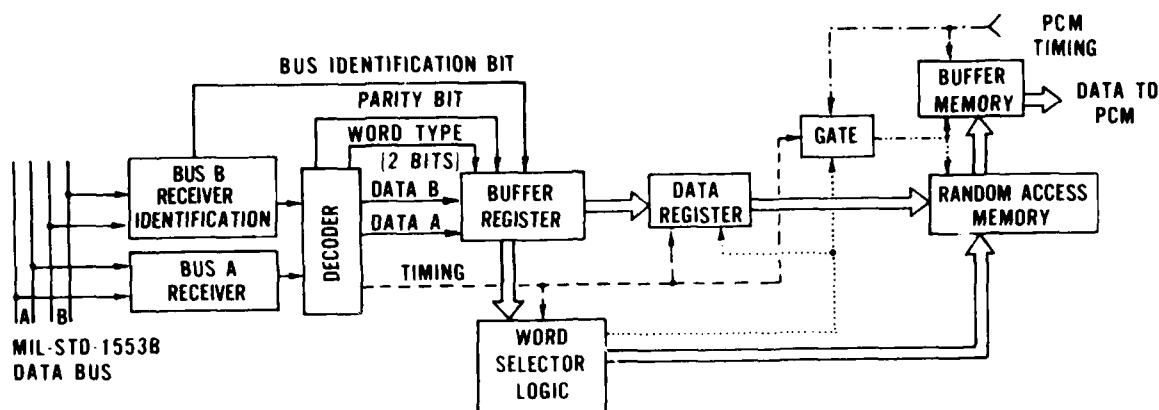 PCM
TIMING
BUS IDENTIFICATION BIT
PARITY BIT
WORD TYPE
(2 BITS)
BUFFER
MEMORY
DATA TO
PCM
GATE
BUS B
RECEIVER
IDENTIFICATION
DECODER
DATA B
DATA A
BUFFER
REGISTER
DATA
REGISTER
RANDOM ACCESS
MEMORY
BUS A
RECEIVER
TIMING
A B
MIL-STD-1553B
DATA BUS
WORD
SELECTOR
LOGIC